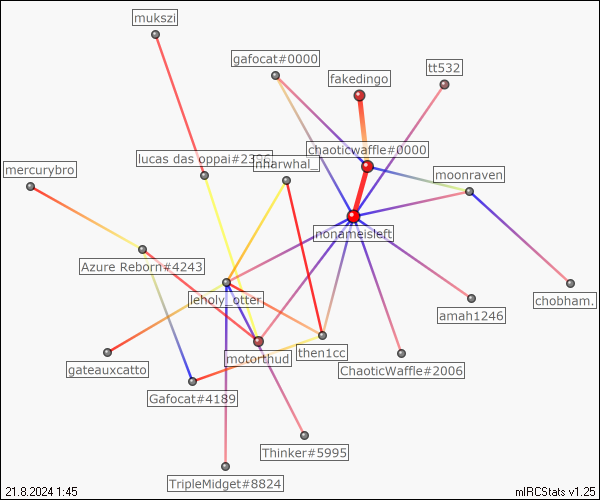 mukszi
gafocat#0000
fakedingo
tt532
chaoticwaffle#0000
lucas das oppai#2396
nharwhal_
mercurybro
moonraven
nonameisleft
Azure Reborn#4243
leholy_otter
chobham.
amah1246
motorthud
then1cc
gateauxcatto
ChaoticWaffle#2006
Gafocat#4189
Thinker#5995
TripleMidget#8824
21.8.2024 1:45
mIRCStats v1.25